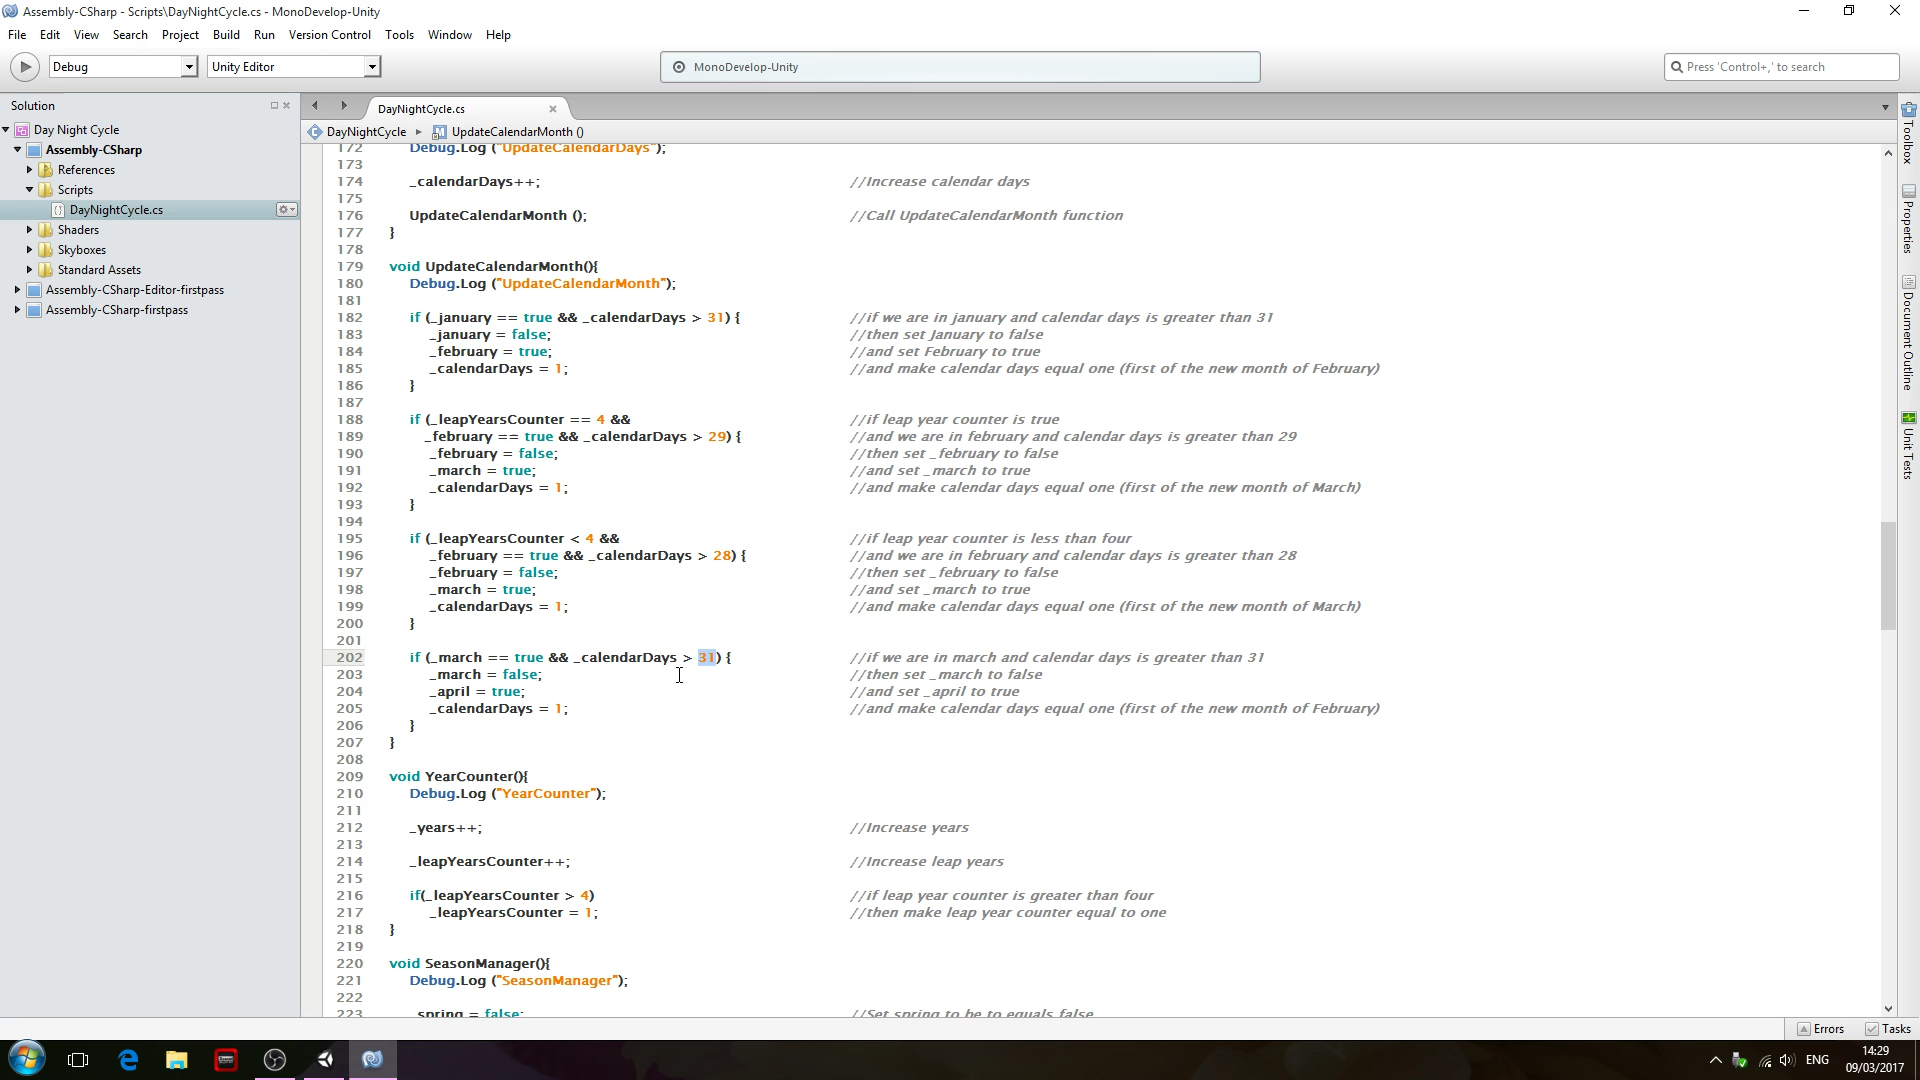 Assembly-CSharp - Scripts\DayNightCycle.cs - MonoDevelop-Unity
File Edit View Search Project Build Run Version Control Tools Window Help
Debug Unity Editor MonoDevelop-Unity Press 'Control+,' to search
Solution
Day Night Cycle
Assembly-CSharp
References
Scripts
DayNightCycle.cs
Shaders
Skyboxes
Standard Assets
Assembly-CSharp-Editor-firstpass
Assembly-CSharp-firstpass
DayNightCycle.cs
DayNightCycle UpdateCalendarMonth ()
172 Debug.Log ("UpdateCalendarDays");
173
174 _calendarDays++; //Increase calendar days
175
176 UpdateCalendarMonth (); //Call UpdateCalendarMonth function
177 }
178
179 void UpdateCalendarMonth(){
180 Debug.Log ("UpdateCalendarMonth");
181
182 if (_january == true && _calendarDays > 31) { //if we are in january and calendar days is greater than 31
183 _january = false; //then set January to false
184 _february = true; //and set February to true
185 _calendarDays = 1; //and make calendar days equal one (first of the new month of February)
186 }
187
188 if (_leapYearsCounter == 4 && //if leap year counter is true
189 _february == true && _calendarDays > 29) { //and we are in february and calendar days is greater than 29
190 _february = false; //then set _february to false
191 _march = true; //and set _march to true
192 _calendarDays = 1; //and make calendar days equal one (first of the new month of March)
193 }
194
195 if (_leapYearsCounter < 4 && //if leap year counter is less than four
196 _february == true && _calendarDays > 28) { //and we are in february and calendar days is greater than 28
197 _february = false; //then set _february to false
198 _march = true; //and set _march to true
199 _calendarDays = 1; //and make calendar days equal one (first of the new month of March)
200 }
201
202 if (_march == true && _calendarDays > 31) { //if we are in march and calendar days is greater than 31
203 _march = false; //then set _march to false
204 _april = true; //and set _april to true
205 _calendarDays = 1; //and make calendar days equal one (first of the new month of February)
206 }
207 }
208
209 void YearCounter(){
210 Debug.Log ("YearCounter");
211
212 _years++; //Increase years
213
214 _leapYearsCounter++; //Increase leap years
215
216 if(_leapYearsCounter > 4) //if leap year counter is greater than four
217 _leapYearsCounter = 1; //then make leap year counter equal to one
218 }
219
220 void SeasonManager(){
221 Debug.Log ("SeasonManager");
222
223 _spring = false; //Set spring to be to equals false
Toolbox
Properties
Document Outline
Unit Tests
Errors Tasks
ENG
14:29
09/03/2017